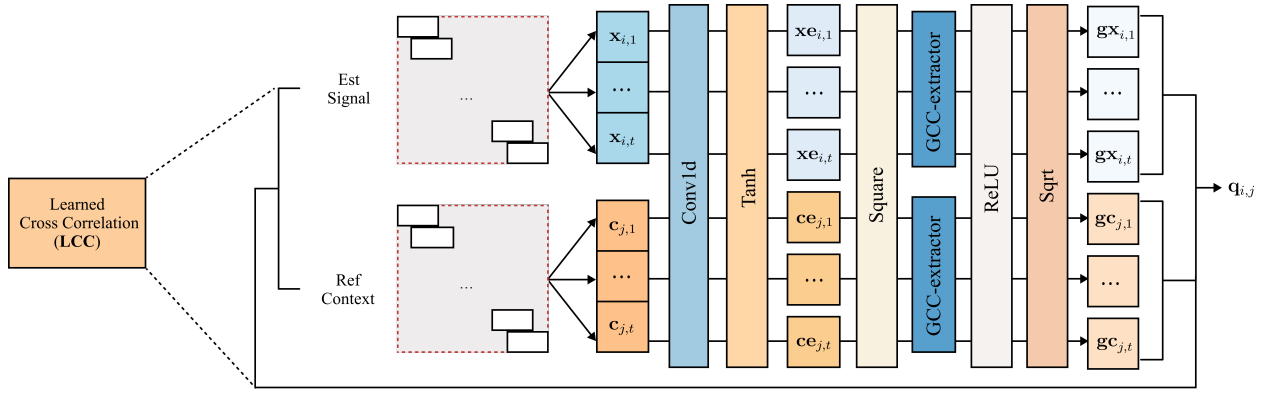 Learned
Cross Correlation
(LCC)
Est
Signal
...
Ref
Context
...
x_{i,1}
...
x_{i,t}
c_{j,1}
...
c_{j,t}
Conv1d
Tanh
xe_{i,1}
...
xe_{i,t}
ce_{j,1}
...
ce_{j,t}
Square
GCC-extractor
GCC-extractor
ReLU
Sqrt
gx_{i,1}
...
gx_{i,t}
gc_{j,1}
...
gc_{j,t}
q_{i,j}